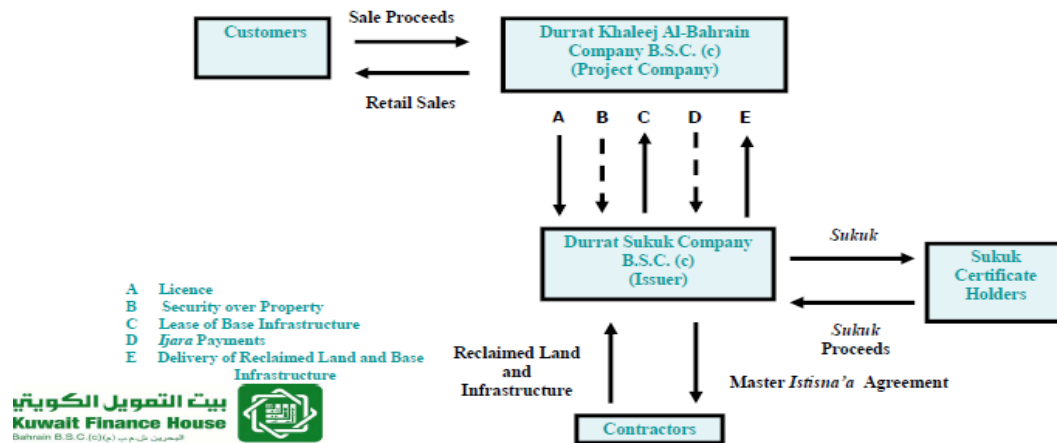 Sale Proceeds
Customers
Durrat Khaleej Al-Bahrain
Company B.S.C. (c)
(Project Company)
Retail Sales
A B C D E
Durrat Sukuk Company
B.S.C. (c)
(Issuer)
Sukuk
Sukuk
Certificate
Holders
Sukuk
Proceeds
A Licence
B Security over Property
C Lease of Base Infrastructure
D Ijara Payments
E Delivery of Reclaimed Land and Base
Infrastructure
Reclaimed Land
and
Infrastructure
Master Istisna'a Agreement
Contractors
بيت التمويل الكويتي
Kuwait Finance House
Bahrain B.S.C.(c) البحرين ش.م.ب (م)